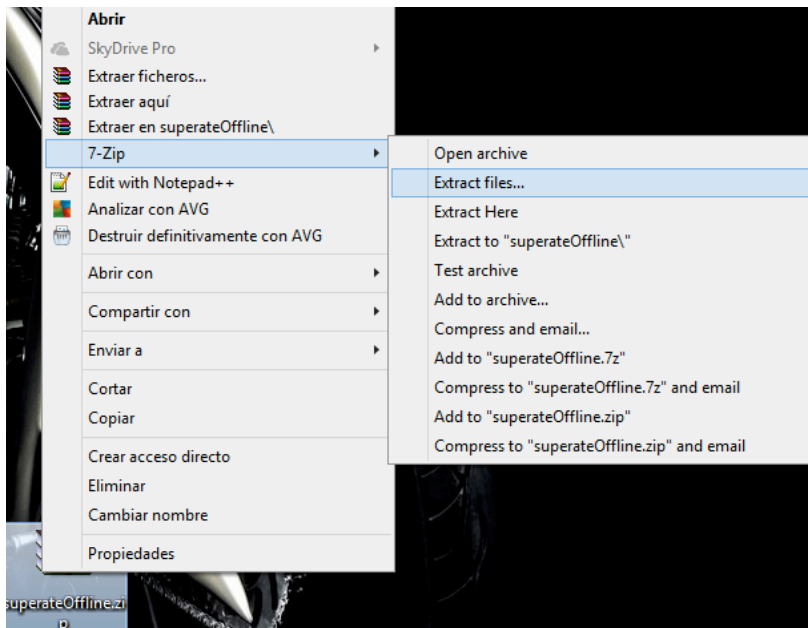 Abrir
SkyDrive Pro
Extraer ficheros...
Extraer aquí
Extraer en superateOffline\
7-Zip
Edit with Notepad++
Analizar con AVG
Destruir definitivamente con AVG
Abrir con
Compartir con
Enviar a
Cortar
Copiar
Crear acceso directo
Eliminar
Cambiar nombre
Propiedades
Open archive
Extract files...
Extract Here
Extract to "superateOffline\"
Test archive
Add to archive...
Compress and email...
Add to "superateOffline.7z"
Compress to "superateOffline.7z" and email
Add to "superateOffline.zip"
Compress to "superateOffline.zip" and email
superateOffline.zi
p